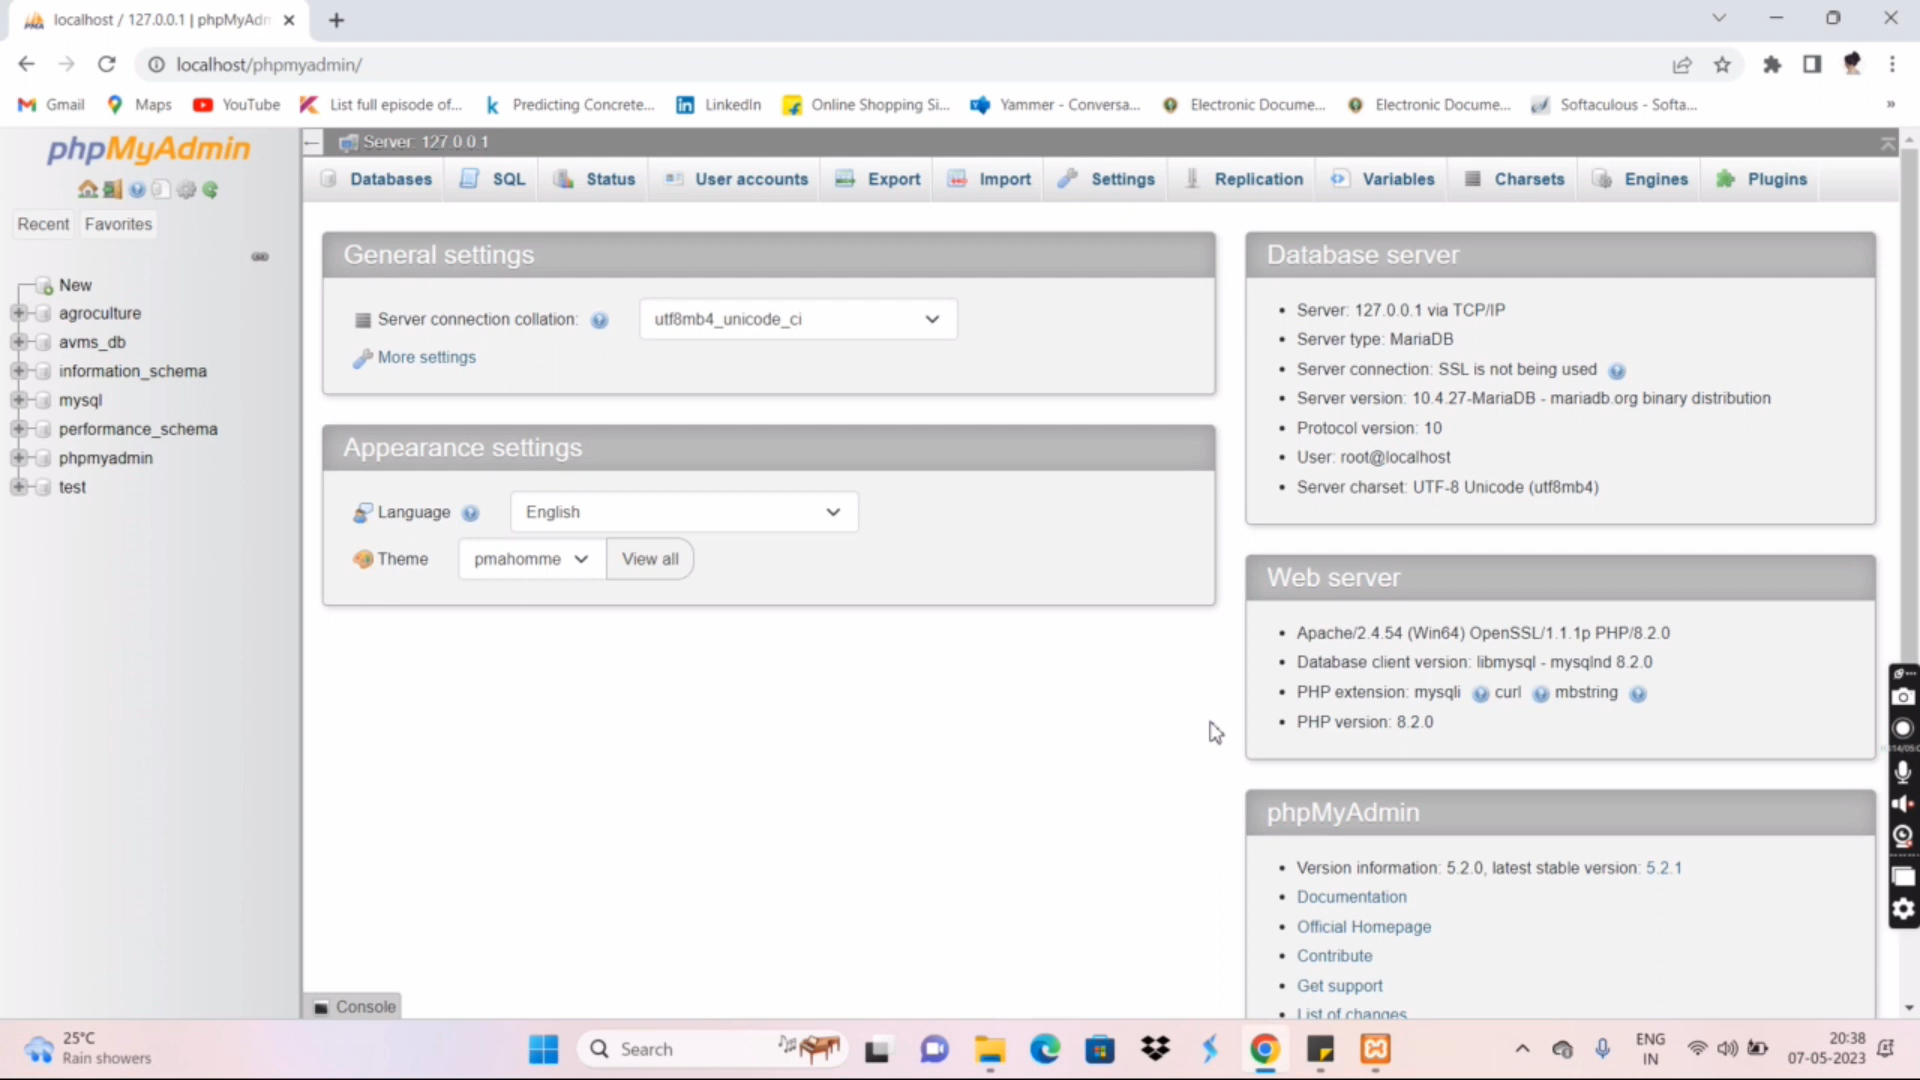 localhost / 127.0.0.1 | phpMyAdm
localhost/phpmyadmin/
Gmail
Maps
YouTube
List full episode of...
Predicting Concrete...
LinkedIn
Online Shopping Si...
Yammer - Conversa...
Electronic Docume...
Electronic Docume...
Softaculous - Softa...
»
phpMyAdmin
Recent
Favorites
New
agroculture
avms_db
information_schema
mysql
performance_schema
phpmyadmin
test
Server: 127.0.0.1
Databases
SQL
Status
User accounts
Export
Import
Settings
Replication
Variables
Charsets
Engines
Plugins
General settings
Server connection collation:
utf8mb4_unicode_ci
More settings
Appearance settings
Language
English
Theme
pmahomme
View all
Database server
• Server: 127.0.0.1 via TCP/IP
• Server type: MariaDB
• Server connection: SSL is not being used
• Server version: 10.4.27-MariaDB - mariadb.org binary distribution
• Protocol version: 10
• User: root@localhost
• Server charset: UTF-8 Unicode (utf8mb4)
Web server
• Apache/2.4.54 (Win64) OpenSSL/1.1.1p PHP/8.2.0
• Database client version: libmysql - mysqlnd 8.2.0
• PHP extension: mysqli curl mbstring
• PHP version: 8.2.0
phpMyAdmin
• Version information: 5.2.0, latest stable version: 5.2.1
• Documentation
• Official Homepage
• Contribute
• Get support
• List of changes
Console
25°C
Rain showers
Search
ENG
IN
20:38
07-05-2023